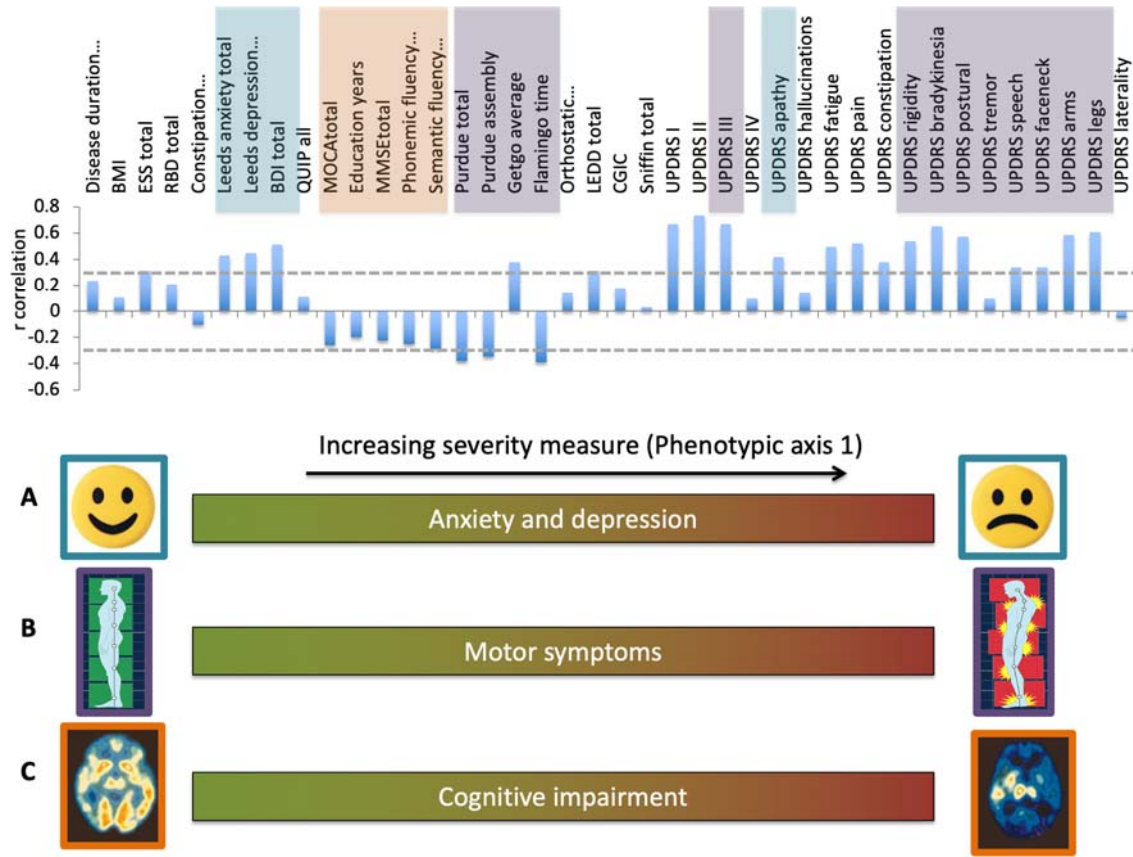 Disease duration...
BMI
ESS total
RBD total
Constipation...
Leeds anxiety total
Leeds depression...
BDI total
QUIP all
MOCAtotal
Education years
MMSEtotal
Phonemic fluency...
Semantic fluency...
Purdue total
Purdue assembly
Getgo average
Flamingo time
Orthostatic...
LEDD total
CGIC
Sniffin total
UPDRS I
UPDRS II
UPDRS III
UPDRS IV
UPDRS apathy
UPDRS hallucinations
UPDRS fatigue
UPDRS pain
UPDRS constipation
UPDRS rigidity
UPDRS bradykinesia
UPDRS postural
UPDRS tremor
UPDRS speech
UPDRS faceneck
UPDRS arms
UPDRS legs
UPDRS laterality
r correlation
0.8
0.6
0.4
0.2
0
-0.2
-0.4
-0.6
Increasing severity measure (Phenotypic axis 1)
A
Anxiety and depression
B
Motor symptoms
C
Cognitive impairment